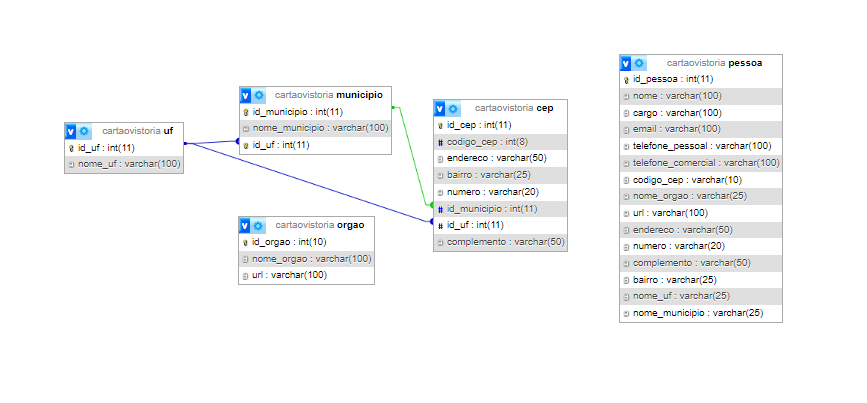 cartaovistoria uf
id_uf : int(11)
nome_uf : varchar(100)
cartaovistoria municipio
id_municipio : int(11)
nome_municipio : varchar(100)
id_uf : int(11)
cartaovistoria orgao
id_orgao : int(10)
nome_orgao : varchar(100)
url : varchar(100)
cartaovistoria cep
id_cep : int(11)
codigo_cep : int(8)
endereco : varchar(50)
bairro : varchar(25)
numero : varchar(20)
id_municipio : int(11)
id_uf : int(11)
complemento : varchar(50)
cartaovistoria pessoa
id_pessoa : int(11)
nome : varchar(100)
cargo : varchar(100)
email : varchar(100)
telefone_pessoal : varchar(100)
telefone_comercial : varchar(100)
codigo_cep : varchar(10)
nome_orgao : varchar(25)
url : varchar(100)
endereco : varchar(50)
numero : varchar(20)
complemento : varchar(50)
bairro : varchar(25)
nome_uf : varchar(25)
nome_municipio : varchar(25)